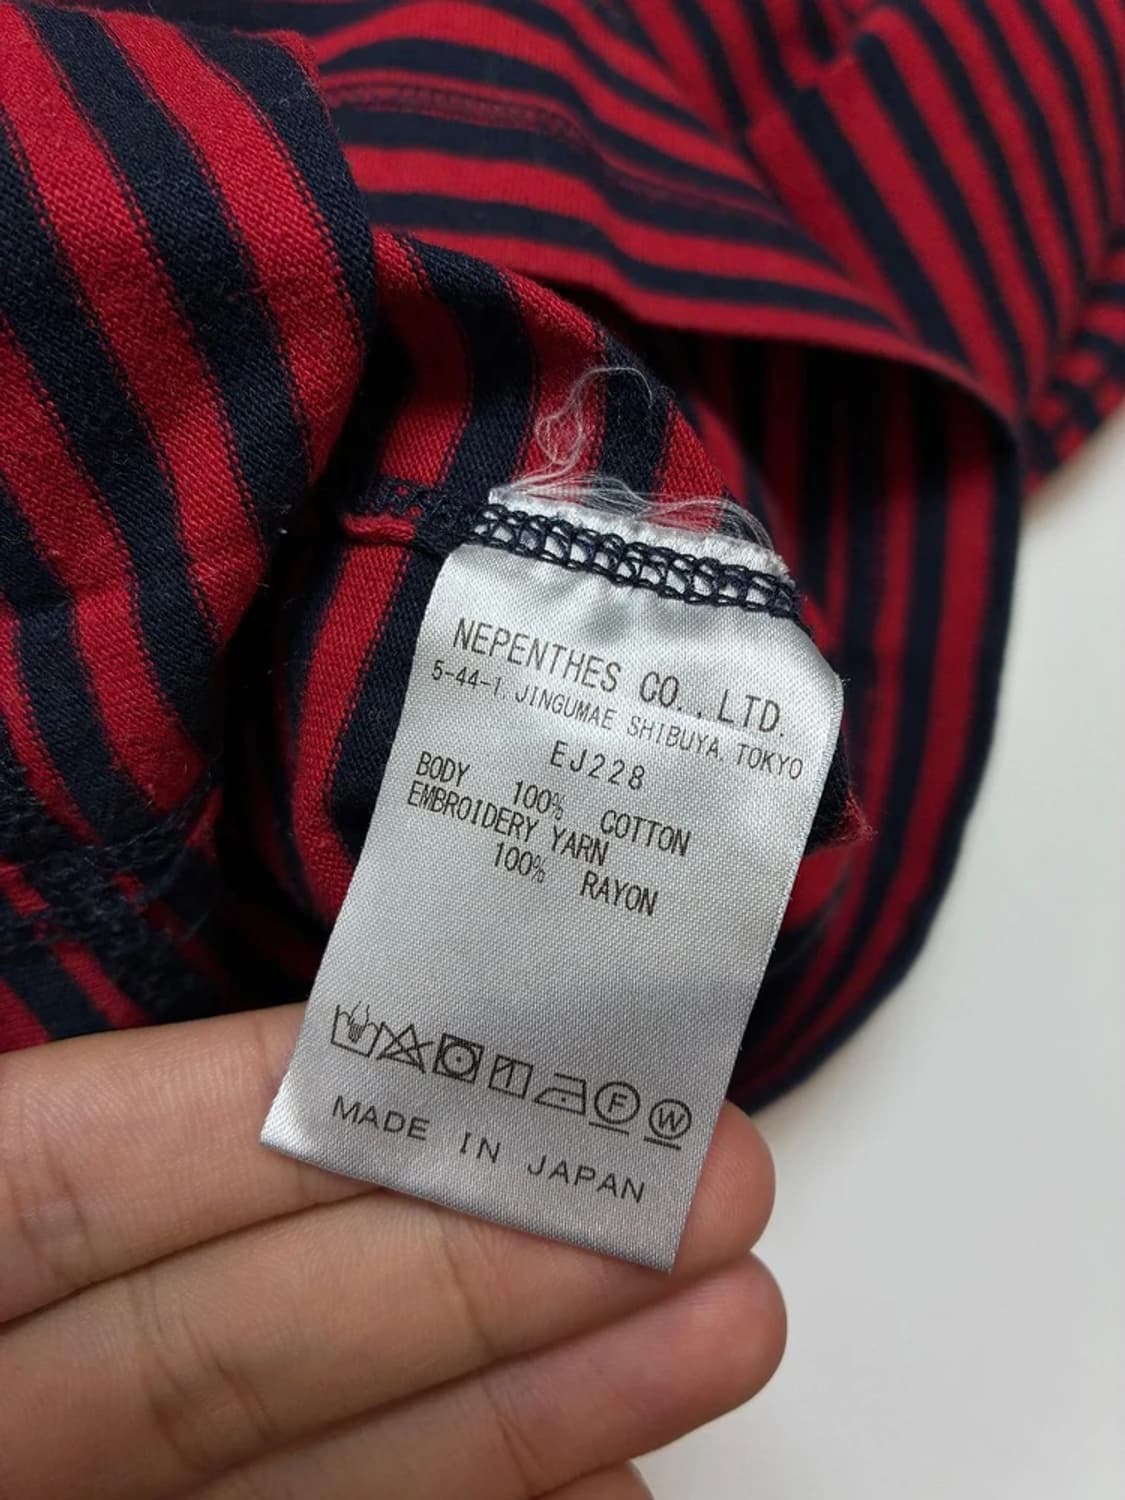 NEPENTHES CO., LTD.
5-44-1. JINGUMAE SHIBUYA. TOKYO
EJ228
BODY
100% COTTON
EMBROIDERY YARN
100% RAYON
F W
MADE IN JAPAN